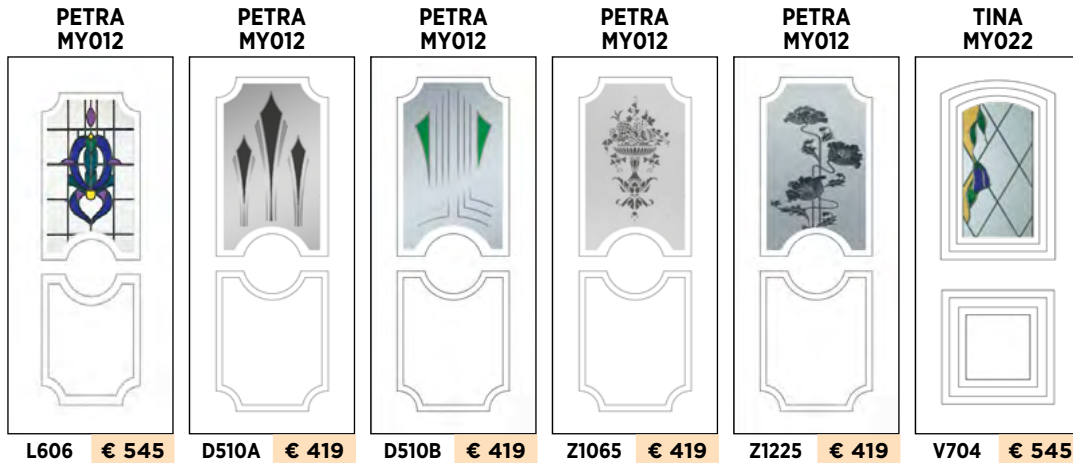 PETRA
MY012
PETRA
MY012
PETRA
MY012
PETRA
MY012
PETRA
MY012
TINA
MY022
L606 € 545
D510A € 419
D510B € 419
Z1065 € 419
Z1225 € 419
V704 € 545